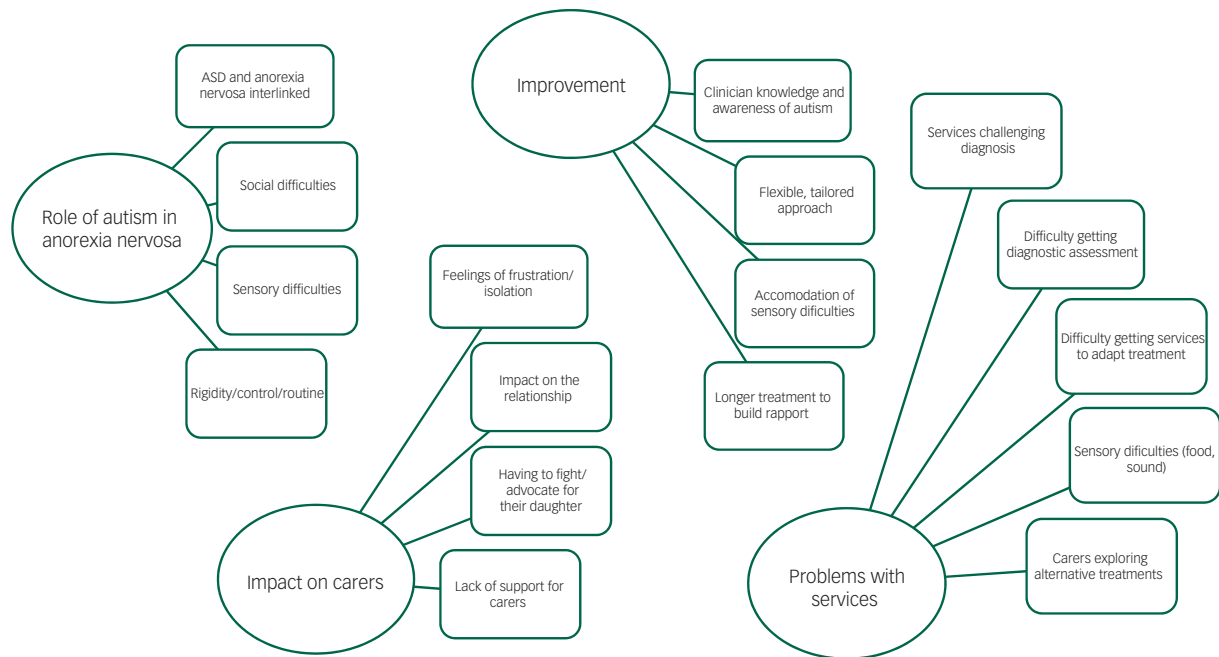 ASD and anorexia
nervosa interlinked
Social difficulties
Role of autism in
anorexia nervosa
Sensory difficulties
Rigidity/control/routine
Feelings of frustration/
isolation
Impact on the
relationship
Having to fight/
advocate for
their daughter
Impact on carers
Lack of support for
carers
Improvement
Clinician knowledge and
awareness of autism
Flexible, tailored
approach
Accomodation of
sensory dificulties
Longer treatment to
build rapport
Services challenging
diagnosis
Difficulty getting
diagnostic assessment
Difficulty getting services
to adapt treatment
Sensory dificulties (food,
sound)
Carers exploring
alternative treatments
Problems with
services